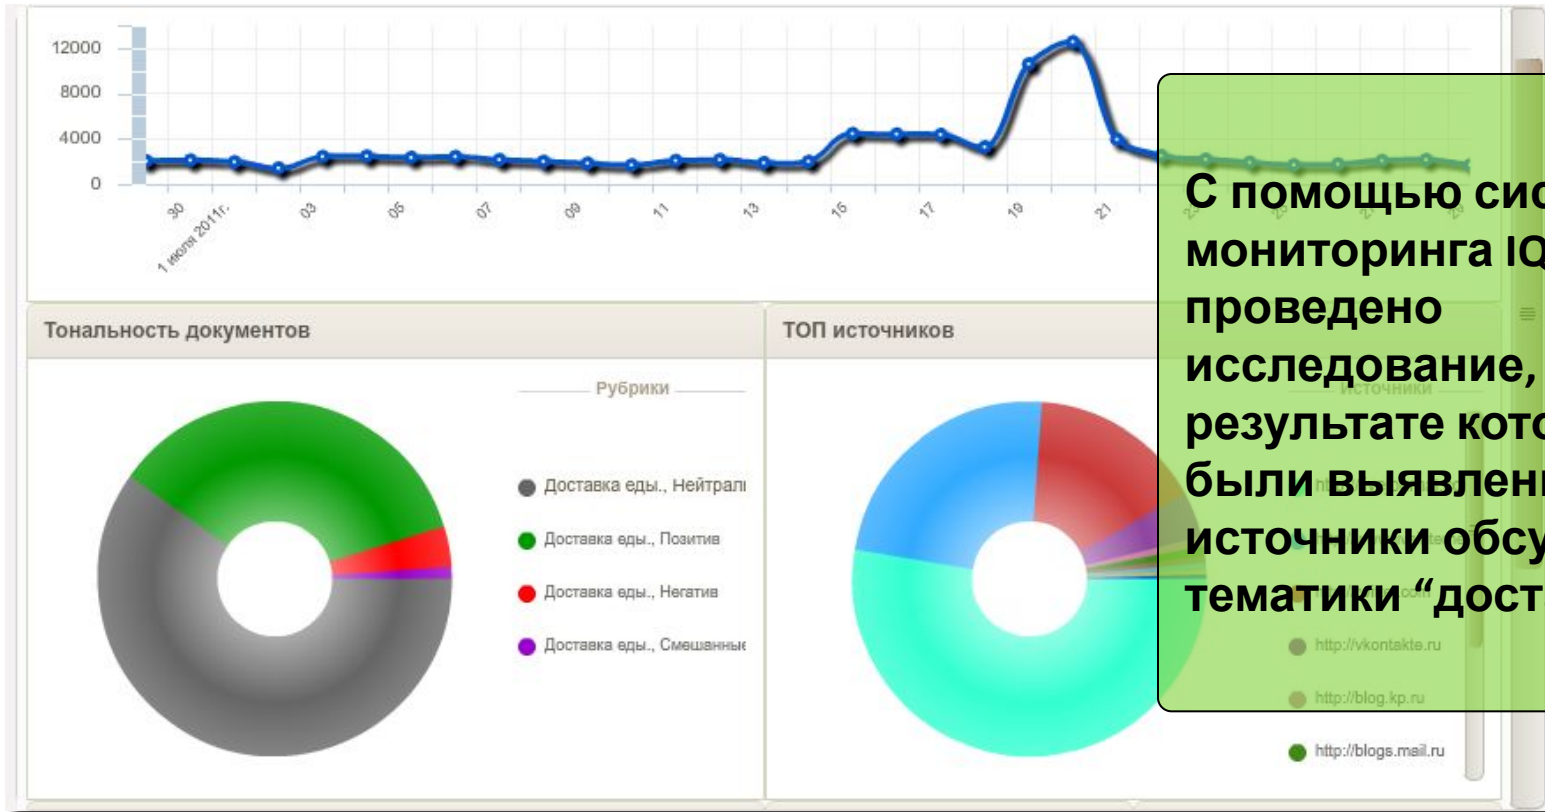 12000
8000
4000
0
30
1 июля 2011г.
03
05
07
09
11
13
15
17
19
21
Тональность документов
Рубрики
Доставка еды., Нейтрал
Доставка еды., Позитив
Доставка еды., Негатив
Доставка еды., Смешанные
ТОП источников
Источники
http://vkontakte.ru
http://blog.kp.ru
http://blogs.mail.ru
С помощью сис
мониторинга IQ
проведено
исследование,
результате кото
были выявлен
источники обсу
тематики “дост